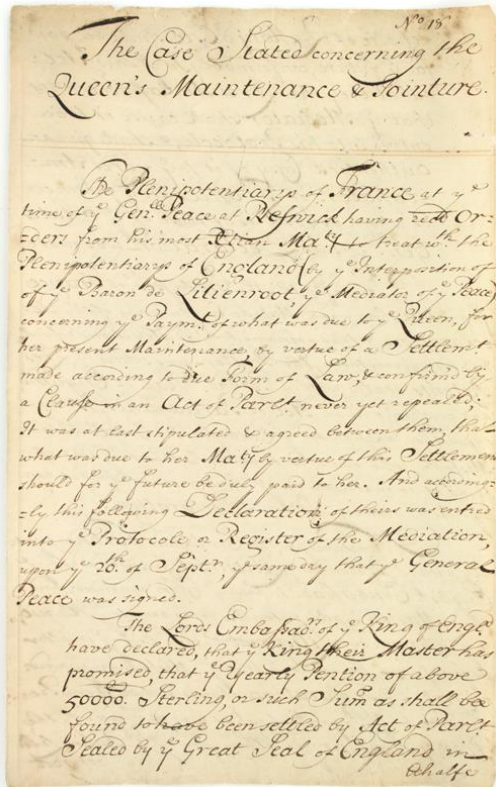 No 18
The Case Stated concerning the
Queen's Maintenance & Jointure.
The Plenipotentiarys of France at ye
time of ye Genll Peace at Reswick having recd Or-
=ders from his most Xtian Maty to treat wth the
Plenipotentiarys of England (by ye Interposition of
of ye Baron de Lilienroot, ye Mediator of ye Peace)
concerning ye Paymt of what was due to ye Queen, for
her present Maintenance by vertue of a Settlemt
made according to due Form of Law, & confirmed by
a Clause in an Act of Parlt never yet repealed;
It was at last stipulated & agreed between them, that
what was due to her Maty by vertue of this Settlement
should for ye future be duly paid to her. And according-
=ly this following Declaration of theirs was entred
into ye Protocole or Register of the Mediation,
upon ye 20th of Septr, ye same day that ye General
Peace was signed.
The Lords Embassadrs of ye King of Engld
have declared, that ye King their Master has
promised, that ye yearly Pention of above
50000 Sterling, or such Sum as shall be
found to have been settled by Act of Parlt
Sealed by ye Great Seal of England in
behalfe